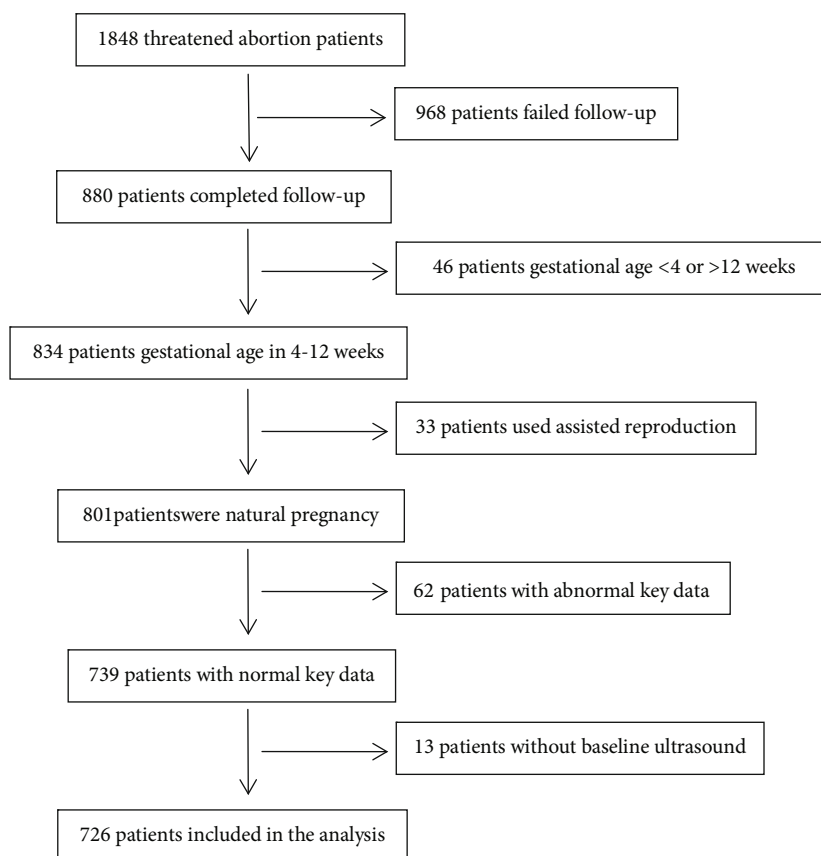 1848 threatened abortion patients
968 patients failed follow-up
880 patients completed follow-up
46 patients gestational age <4 or >12 weeks
834 patients gestational age in 4-12 weeks
33 patients used assisted reproduction
801patientswere natural pregnancy
62 patients with abnormal key data
739 patients with normal key data
13 patients without baseline ultrasound
726 patients included in the analysis